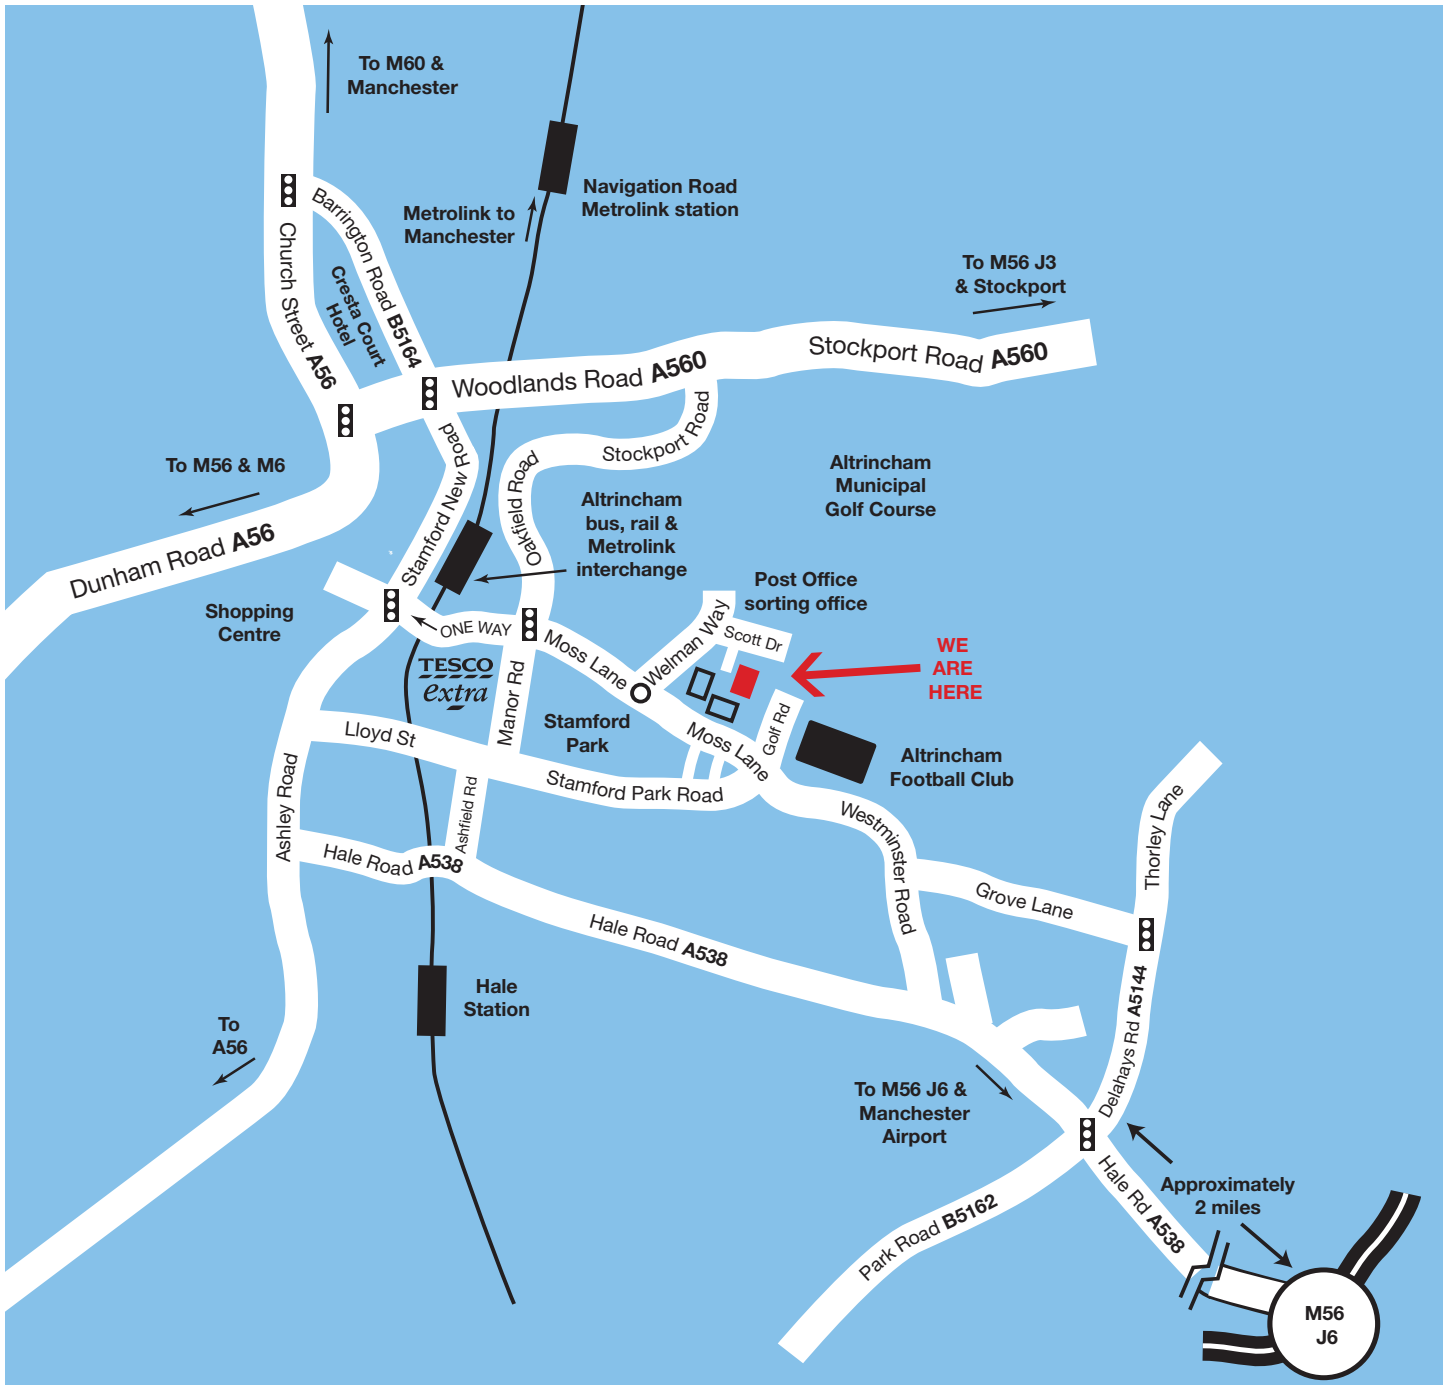 To M60 &
Manchester
Navigation Road
Metrolink station
Metrolink to
Manchester
Barrington Road B5164
Church Street A56
Cresta Court
Hotel
To M56 J3
& Stockport
Stockport Road A560
Woodlands Road A560
Stockport Road
Oakfield Road
Stamford New Road
To M56 & M6
Dunham Road A56
Altrincham
Municipal
Golf Course
Altrincham
bus, rail &
Metrolink
interchange
Post Office
sorting office
Shopping
Centre
ONE WAY
Moss Lane
Welman Way
Scott Dr
WE
ARE
HERE
TESCO
extra
Manor Rd
Stamford
Park
Moss Lane
Golf Rd
Altrincham
Football Club
Lloyd St
Stamford Park Road
Ashley Road
Ashfield Rd
Hale Road A538
Westminster Road
Thorley Lane
Grove Lane
Hale Road A538
Hale
Station
To
A56
Delahays Rd A5144
To M56 J6 &
Manchester
Airport
Approximately
2 miles
Hale Rd A538
Park Road B5162
M56
J6